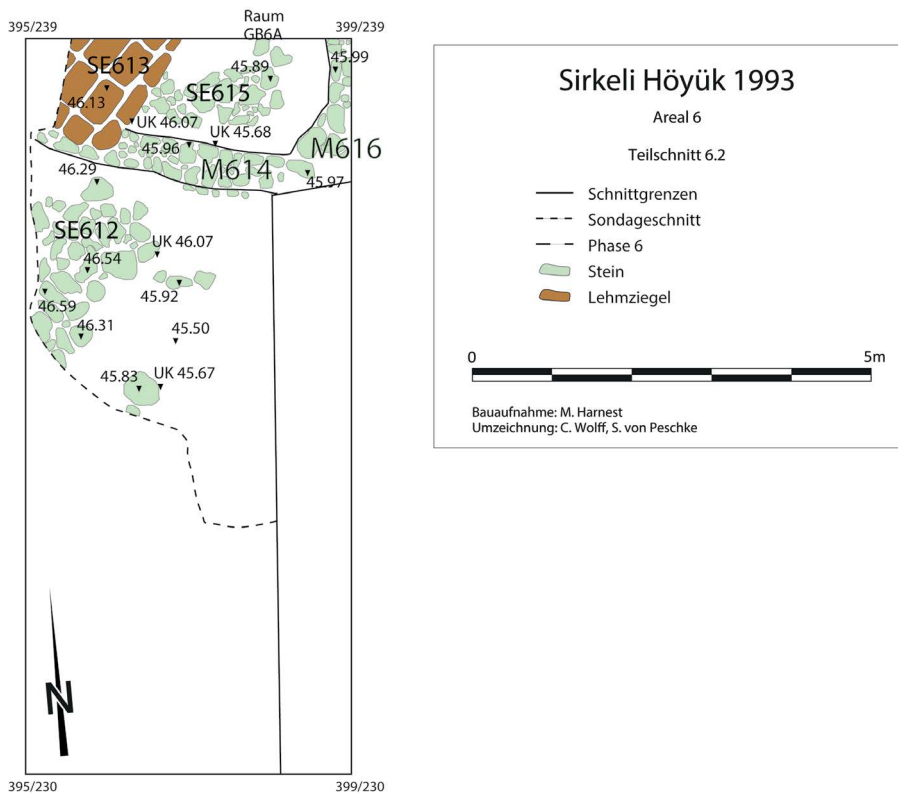 395/239
Raum
GB6A
399/239
SE613
45.99
45.89
SE615
46.13
UK 46.07
UK 45.68
45.96
M616
M614
46.29
45.97
SE612
UK 46.07
46.54
45.92
46.59
46.31
45.50
45.83
UK 45.67
N
395/230
399/230
Sirkeli Höyük 1993
Areal 6
Teilschnitt 6.2
Schnittgrenzen
Sondageschnitt
Phase 6
Stein
Lehmziegel
0 5m
Bauaufnahme: M. Harnest
Umzeichnung: C. Wolff, S. von Peschke